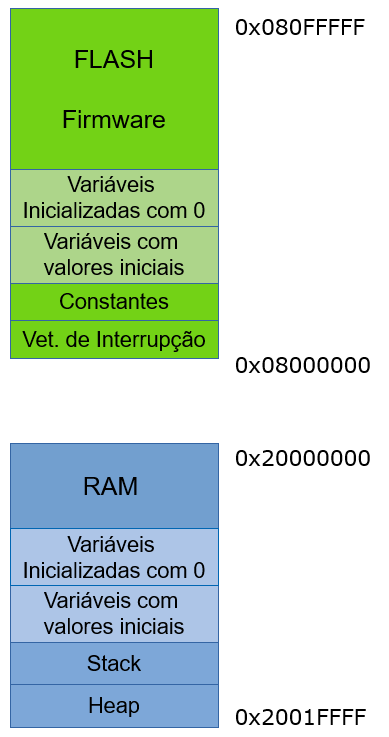 FLASH
0x080FFFFF
Firmware
Variáveis
Inicializadas com 0
Variáveis com
valores iniciais
Constantes
Vet. de Interrupção
0x08000000
0x20000000
RAM
Variáveis
Inicializadas com 0
Variáveis com
valores iniciais
Stack
Heap
0x2001FFFF